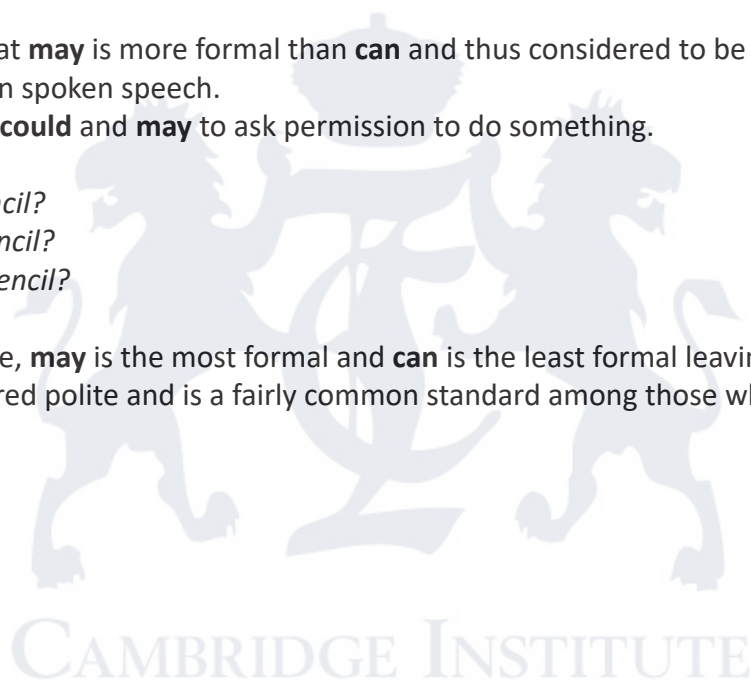 at may is more formal than can and thus considered to be
n spoken speech.
could and may to ask permission to do something.
cil?
ncil?
encil?
e, may is the most formal and can is the least formal leavin
red polite and is a fairly common standard among those wh
CAMBRIDGE INSTITUTE